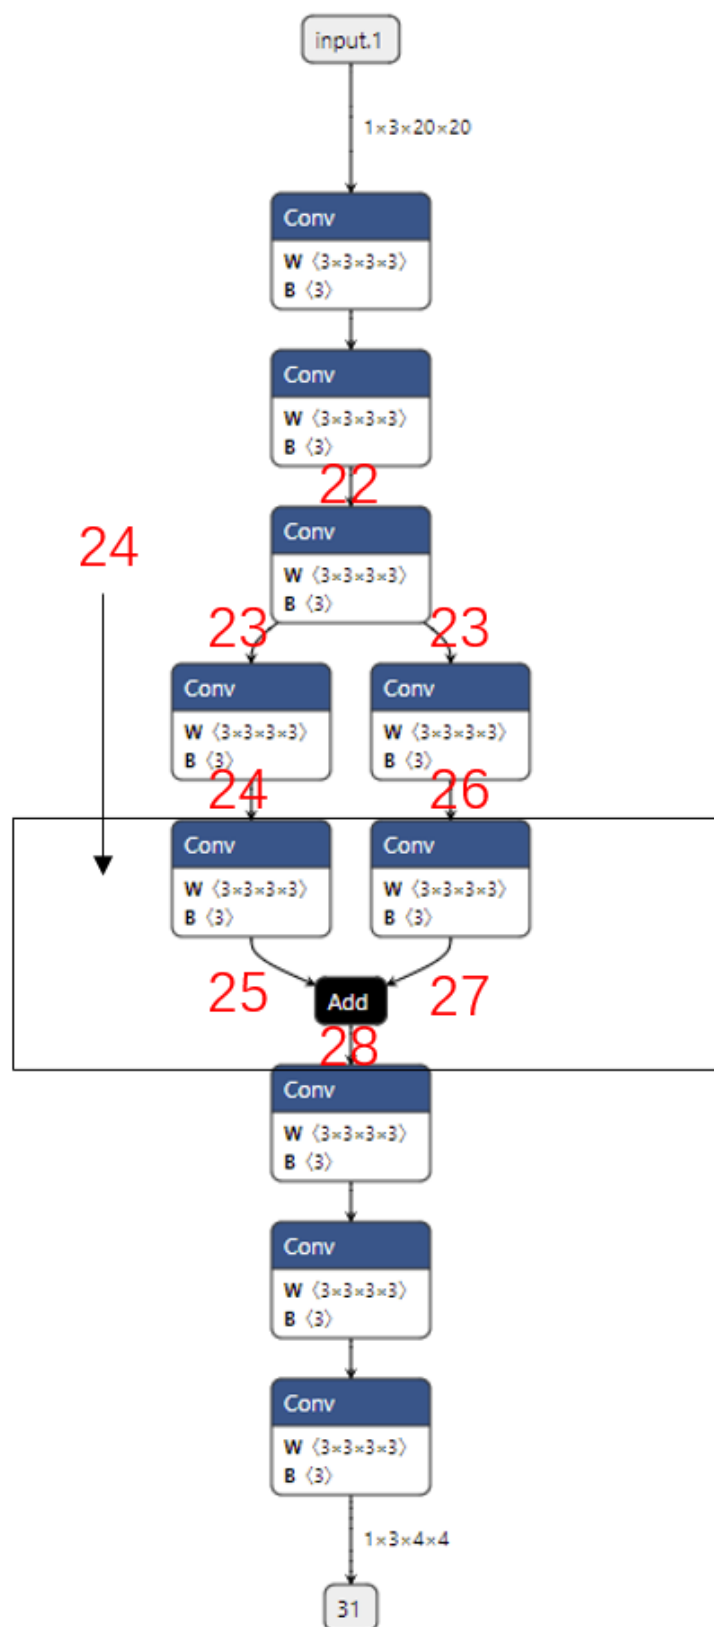 input.1
1×3×20×20
Conv
W 〈3×3×3×3〉
B 〈3〉
Conv
W 〈3×3×3×3〉
B 〈3〉
22
24
Conv
W 〈3×3×3×3〉
B 〈3〉
23
23
Conv
W 〈3×3×3×3〉
B 〈3〉
Conv
W 〈3×3×3×3〉
B 〈3〉
24
26
Conv
W 〈3×3×3×3〉
B 〈3〉
Conv
W 〈3×3×3×3〉
B 〈3〉
25
Add
27
28
Conv
W 〈3×3×3×3〉
B 〈3〉
Conv
W 〈3×3×3×3〉
B 〈3〉
Conv
W 〈3×3×3×3〉
B 〈3〉
1×3×4×4
31